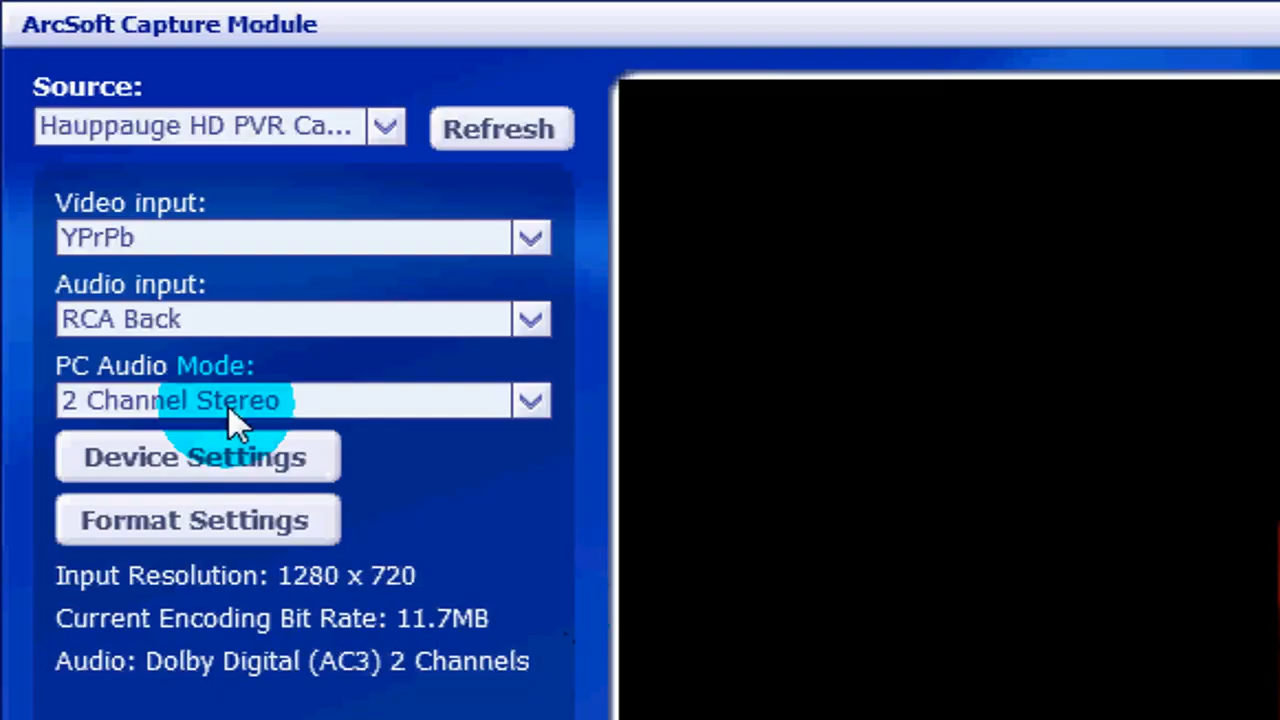 ArcSoft Capture Module
Source:
Hauppauge HD PVR Ca...
Refresh
Video input:
YPrPb
Audio input:
RCA Back
PC Audio Mode:
2 Channel Stereo
Device Settings
Format Settings
Input Resolution: 1280 x 720
Current Encoding Bit Rate: 11.7MB
Audio: Dolby Digital (AC3) 2 Channels